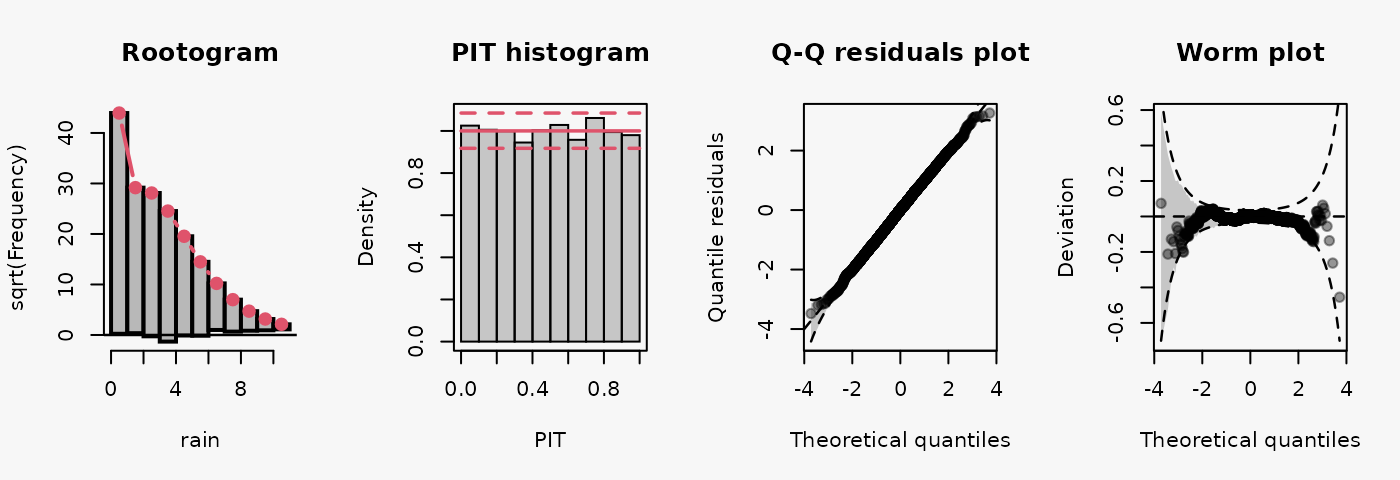 Rootogram
sqrt(Frequency)
40
30
20
10
0
0 4 8
rain
PIT histogram
Density
0.8
0.4
0.0
0.0 0.4 0.8
PIT
Q-Q residuals plot
Quantile residuals
2
0
-2
-4
-4 -2 0 2 4
Theoretical quantiles
Worm plot
Deviation
0.6
0.2
-0.2
-0.6
-4 -2 0 2 4
Theoretical quantiles